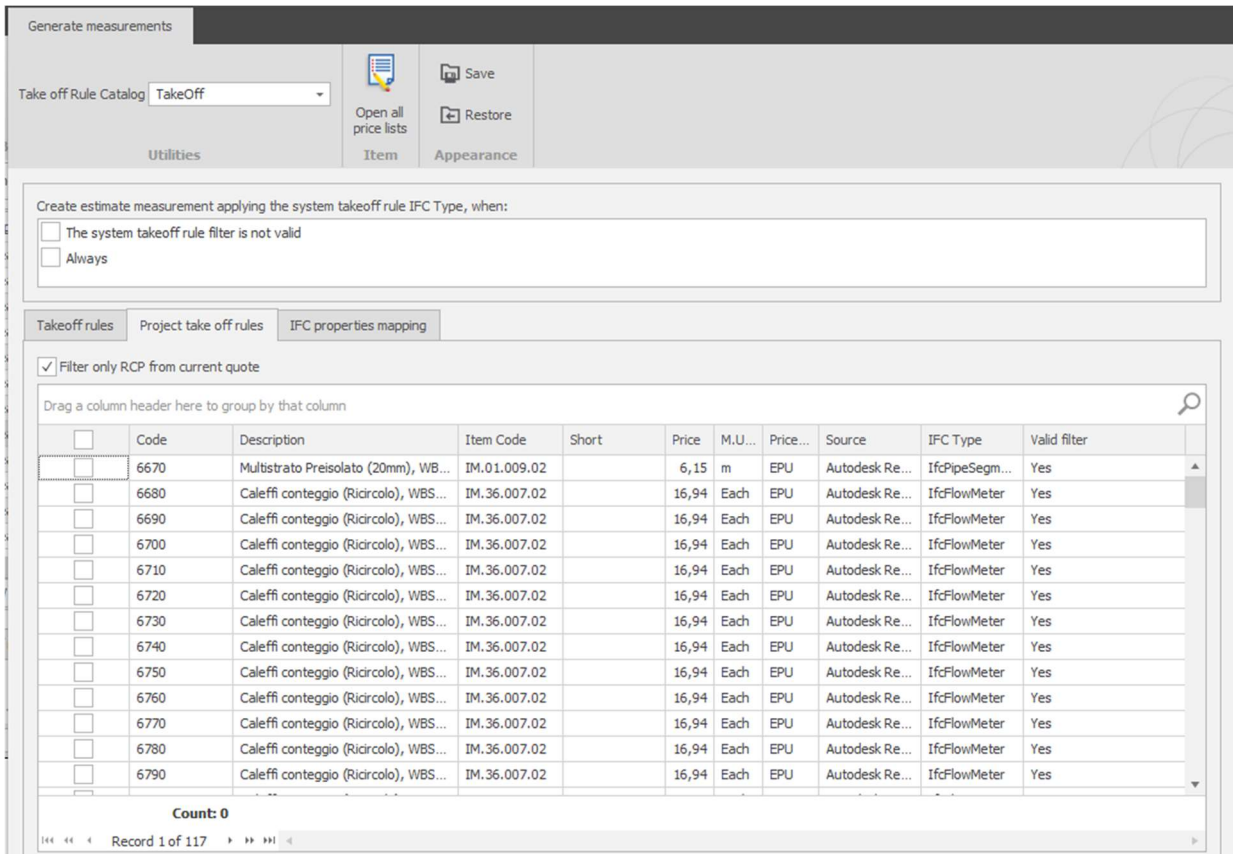 Generate measurements
Take off Rule Catalog TakeOff
Open all
price lists
Save
Restore
Utilities Item Appearance
Create estimate measurement applying the system takeoff rule IFC Type, when:
The system takeoff rule filter is not valid
Always
Takeoff rules Project take off rules IFC properties mapping
Filter only RCP from current quote
Drag a column header here to group by that column
Code Description Item Code Short Price M.U... Price... Source IFC Type Valid filter
6670 Multistrato Preisolato (20mm), WB... IM.01.009.02 6,15 m EPU Autodesk Re... IfcPipeSegm... Yes
6680 Caleffi conteggio (Ricircolo), WBS... IM.36.007.02 16,94 Each EPU Autodesk Re... IfcFlowMeter Yes
6690 Caleffi conteggio (Ricircolo), WBS... IM.36.007.02 16,94 Each EPU Autodesk Re... IfcFlowMeter Yes
6700 Caleffi conteggio (Ricircolo), WBS... IM.36.007.02 16,94 Each EPU Autodesk Re... IfcFlowMeter Yes
6710 Caleffi conteggio (Ricircolo), WBS... IM.36.007.02 16,94 Each EPU Autodesk Re... IfcFlowMeter Yes
6720 Caleffi conteggio (Ricircolo), WBS... IM.36.007.02 16,94 Each EPU Autodesk Re... IfcFlowMeter Yes
6730 Caleffi conteggio (Ricircolo), WBS... IM.36.007.02 16,94 Each EPU Autodesk Re... IfcFlowMeter Yes
6740 Caleffi conteggio (Ricircolo), WBS... IM.36.007.02 16,94 Each EPU Autodesk Re... IfcFlowMeter Yes
6750 Caleffi conteggio (Ricircolo), WBS... IM.36.007.02 16,94 Each EPU Autodesk Re... IfcFlowMeter Yes
6760 Caleffi conteggio (Ricircolo), WBS... IM.36.007.02 16,94 Each EPU Autodesk Re... IfcFlowMeter Yes
6770 Caleffi conteggio (Ricircolo), WBS... IM.36.007.02 16,94 Each EPU Autodesk Re... IfcFlowMeter Yes
6780 Caleffi conteggio (Ricircolo), WBS... IM.36.007.02 16,94 Each EPU Autodesk Re... IfcFlowMeter Yes
6790 Caleffi conteggio (Ricircolo), WBS... IM.36.007.02 16,94 Each EPU Autodesk Re... IfcFlowMeter Yes
Count: 0
Record 1 of 117